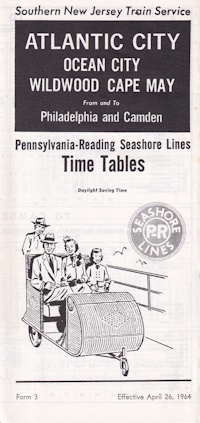 Southern New Jersey Train Service
ATLANTIC CITY
OCEAN CITY
WILDWOOD CAPE MAY
From and To
Philadelphia and Camden
Pennsylvania-Reading Seashore Lines
Time Tables
Daylight Saving Time
SEASHORE
PR
LINES
Form 3
Effective April 26, 1964